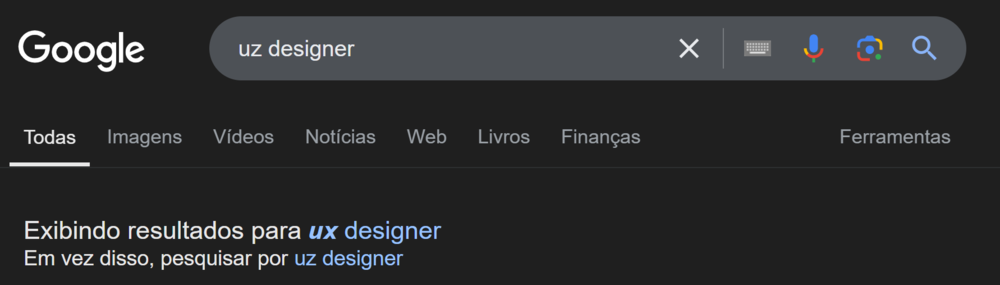 Google
uz designer
Todas Imagens Vídeos Notícias Web Livros Finanças Ferramentas
Exibindo resultados para ux designer
Em vez disso, pesquisar por uz designer